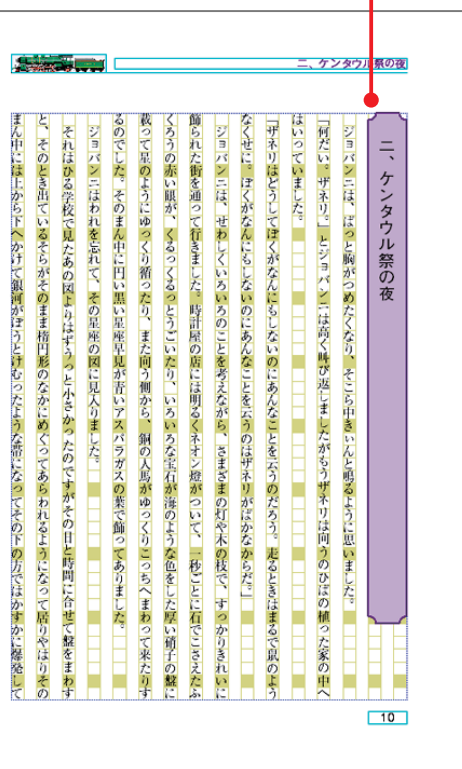 二、ケンタウル祭の夜
二、ケンタウル祭の夜
ジョバンニは、ぱっと胸がつめたくなり、そこら中きぃんと鳴るように思いました。
「何だい。ザネリ。」とジョバンニは高く叫び返しましたがもうザネリは向うのひばの植った家の中へ
はいっていました。
「ザネリはどうしてぼくがなんにもしないのにあんなことを云うのだろう。走るときはまるで鼠のよう
なくせに。ぼくがなんにもしないのにあんなことを云うのはザネリがばかなからだ。」
ジョバンニは、せわしくいろいろのことを考えながら、さまざまの灯や木の枝で、すっかりきれいに
飾られた街を通って行きました。時計屋の店には明るくネオン燈がついて、一秒ごとに石でこさえたふ
くろうの赤い眼が、くるっくるっとうごいたり、いろいろな宝石が海のような色をした厚い硝子の盤に
載って星のようにゆっくり循ったり、また向う側から、銅の人馬がゆっくりこっちへまわって来たりす
るのでした。そのまん中に円い黒い星座早見が青いアスパラガスの葉で飾ってありました。
ジョバンニはわれを忘れて、その星座の図に見入りました。
それはひる学校で見たあの図よりはずうっと小さかったのですがその日と時間に合せて盤をまわす
と、そのとき出ているそらがそのまま楕円形のなかにめぐってあらわれるようになって居りやはりその
まん中には上から下へかけて銀河がぼうとけむったような帯になってその下の方ではかすかに爆発して
10